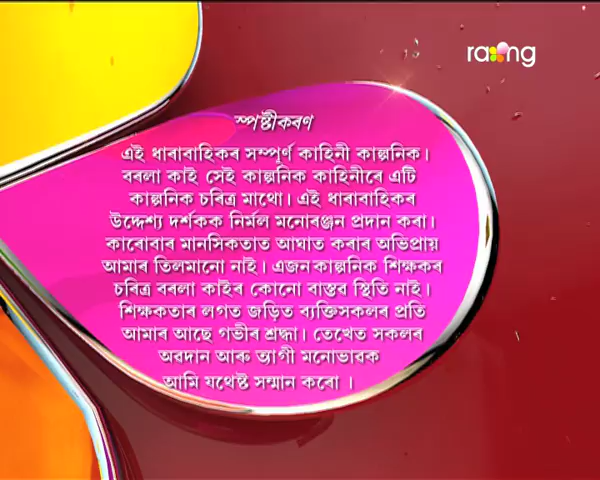 rang
স্পষ্টীকৰণ
এই ধাৰাবাহিকৰ সম্পূৰ্ণ কাহিনী কাল্পনিক।
বৰলা কাই সেই কাল্পনিক কাহিনীৰে এটি
কাল্পনিক চৰিত্ৰ মাথো। এই ধাৰাবাহিকৰ
উদ্দেশ্য দৰ্শকক নিৰ্মল মনোৰঞ্জন প্ৰদান কৰা।
কাৰোবাৰ মানসিকতাত আঘাত কৰাৰ অভিপ্ৰায়
আমাৰ তিলমানো নাই। এজন কাল্পনিক শিক্ষকৰ
চৰিত্ৰ বৰলা কাইৰ কোনো বাস্তৱ স্থিতি নাই।
শিক্ষকতাৰ লগত জড়িত ব্যক্তিসকলৰ প্ৰতি
আমাৰ আছে গভীৰ শ্ৰদ্ধা। তেখেত সকলৰ
অৱদান আৰু ত্যাগী মনোভাৱক
আমি যথেষ্ট সন্মান কৰো ।